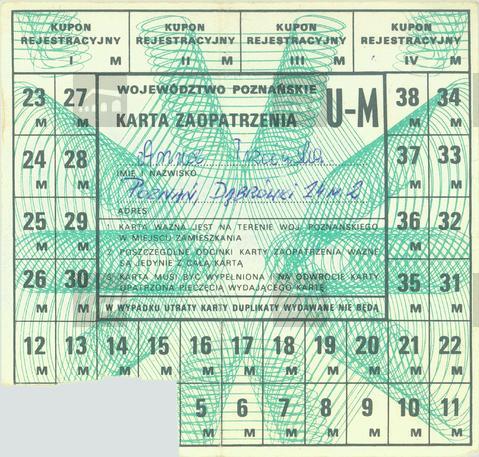 KUPON REJESTRACYJNY I M
KUPON REJESTRACYJNY II M
KUPON REJESTRACYJNY III M
KUPON REJESTRACYJNY IV M
23 M
27 M
WOJEWÓDZTWO POZNAŃSKIE
KARTA ZAOPATRZENIA
U-M
38 M
34 M
24 M
28 M
Anna
IMIĘ I NAZWISKO
POZNAŃ, DĄBRÓWKI 14 M. 2
ADRES
37 M
33 M
25 M
29 M
1 KARTA WAŻNA JEST NA TERENIE WOJ. POZNAŃSKIEGO
W MIEJSCU ZAMIESZKANIA
2 POSZCZEGÓLNE ODCINKI KARTY ZAOPATRZENIA WAŻNE
SĄ JEDYNIE Z CAŁĄ KARTĄ
36 M
32 M
26 M
30 M
3 KARTA MUSI BYĆ WYPEŁNIONA I NA ODWROCIE KARTY
UPATRZONA PIECZĘCIĄ WYDAJĄCEGO KARTĘ
W WYPADKU UTRATY KARTY DUPLIKATY WYDAWANE NIE BĘDĄ
35 M
31 M
12 M
13 M
14 M
15 M
16 M
17 M
18 M
19 M
20 M
21 M
22 M
5 M
6 M
7 M
8 M
9 M
10 M
11 M